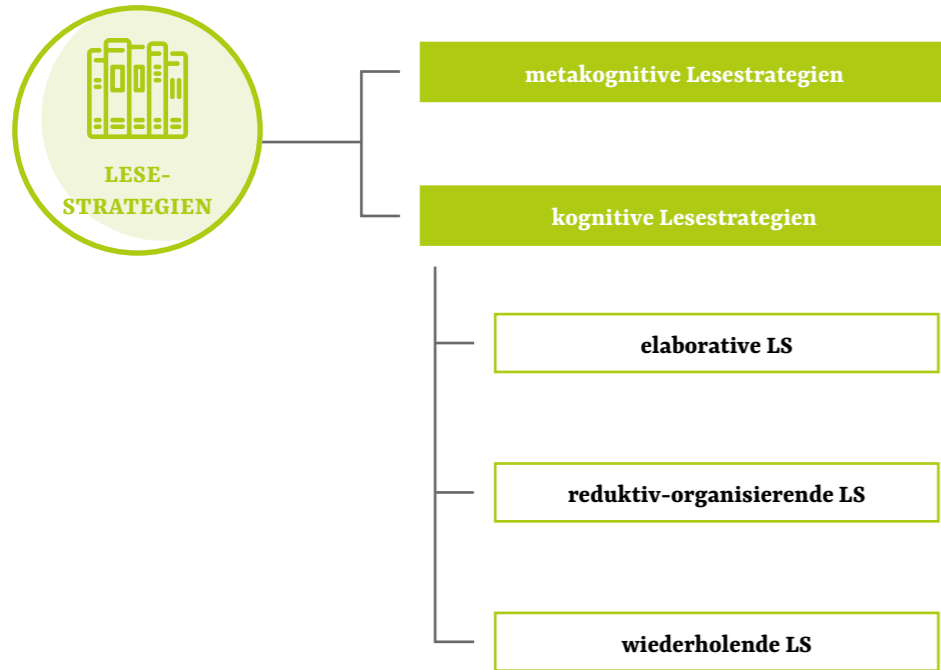 LESE-
STRATEGIEN
metakognitive Lesestrategien
kognitive Lesestrategien
elaborative LS
reduktiv-organisierende LS
wiederholende LS